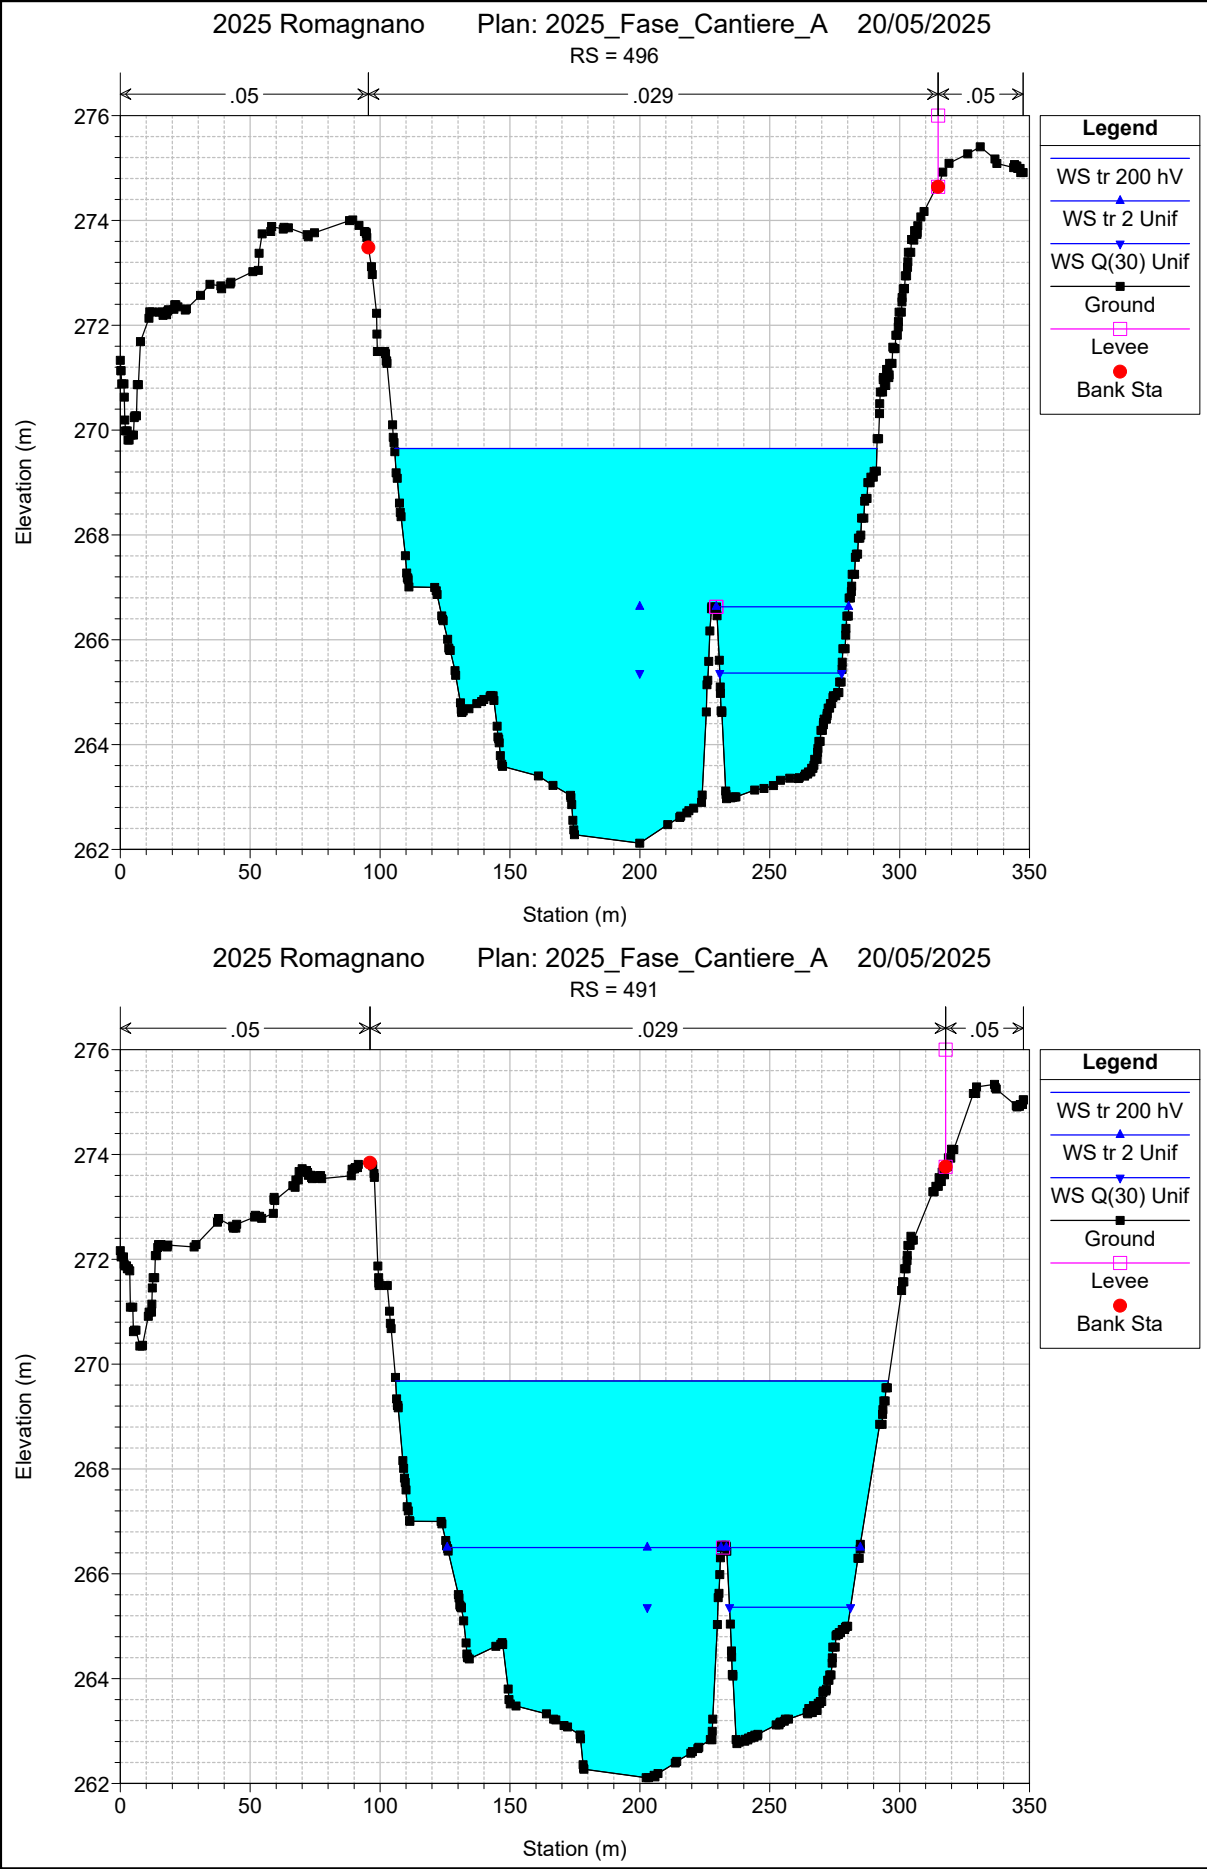 2025 Romagnano Plan: 2025_Fase_Cantiere_A 20/05/2025
RS = 496
.05 .029 .05
276
274
272
270
268
266
264
262
Elevation (m)
0 50 100 150 200 250 300 350
Station (m)
Legend
WS tr 200 hV
WS tr 2 Unif
WS Q(30) Unif
Ground
Levee
Bank Sta
2025 Romagnano Plan: 2025_Fase_Cantiere_A 20/05/2025
RS = 491
.05 .029 .05
276
274
272
270
268
266
264
262
Elevation (m)
0 50 100 150 200 250 300 350
Station (m)
Legend
WS tr 200 hV
WS tr 2 Unif
WS Q(30) Unif
Ground
Levee
Bank Sta